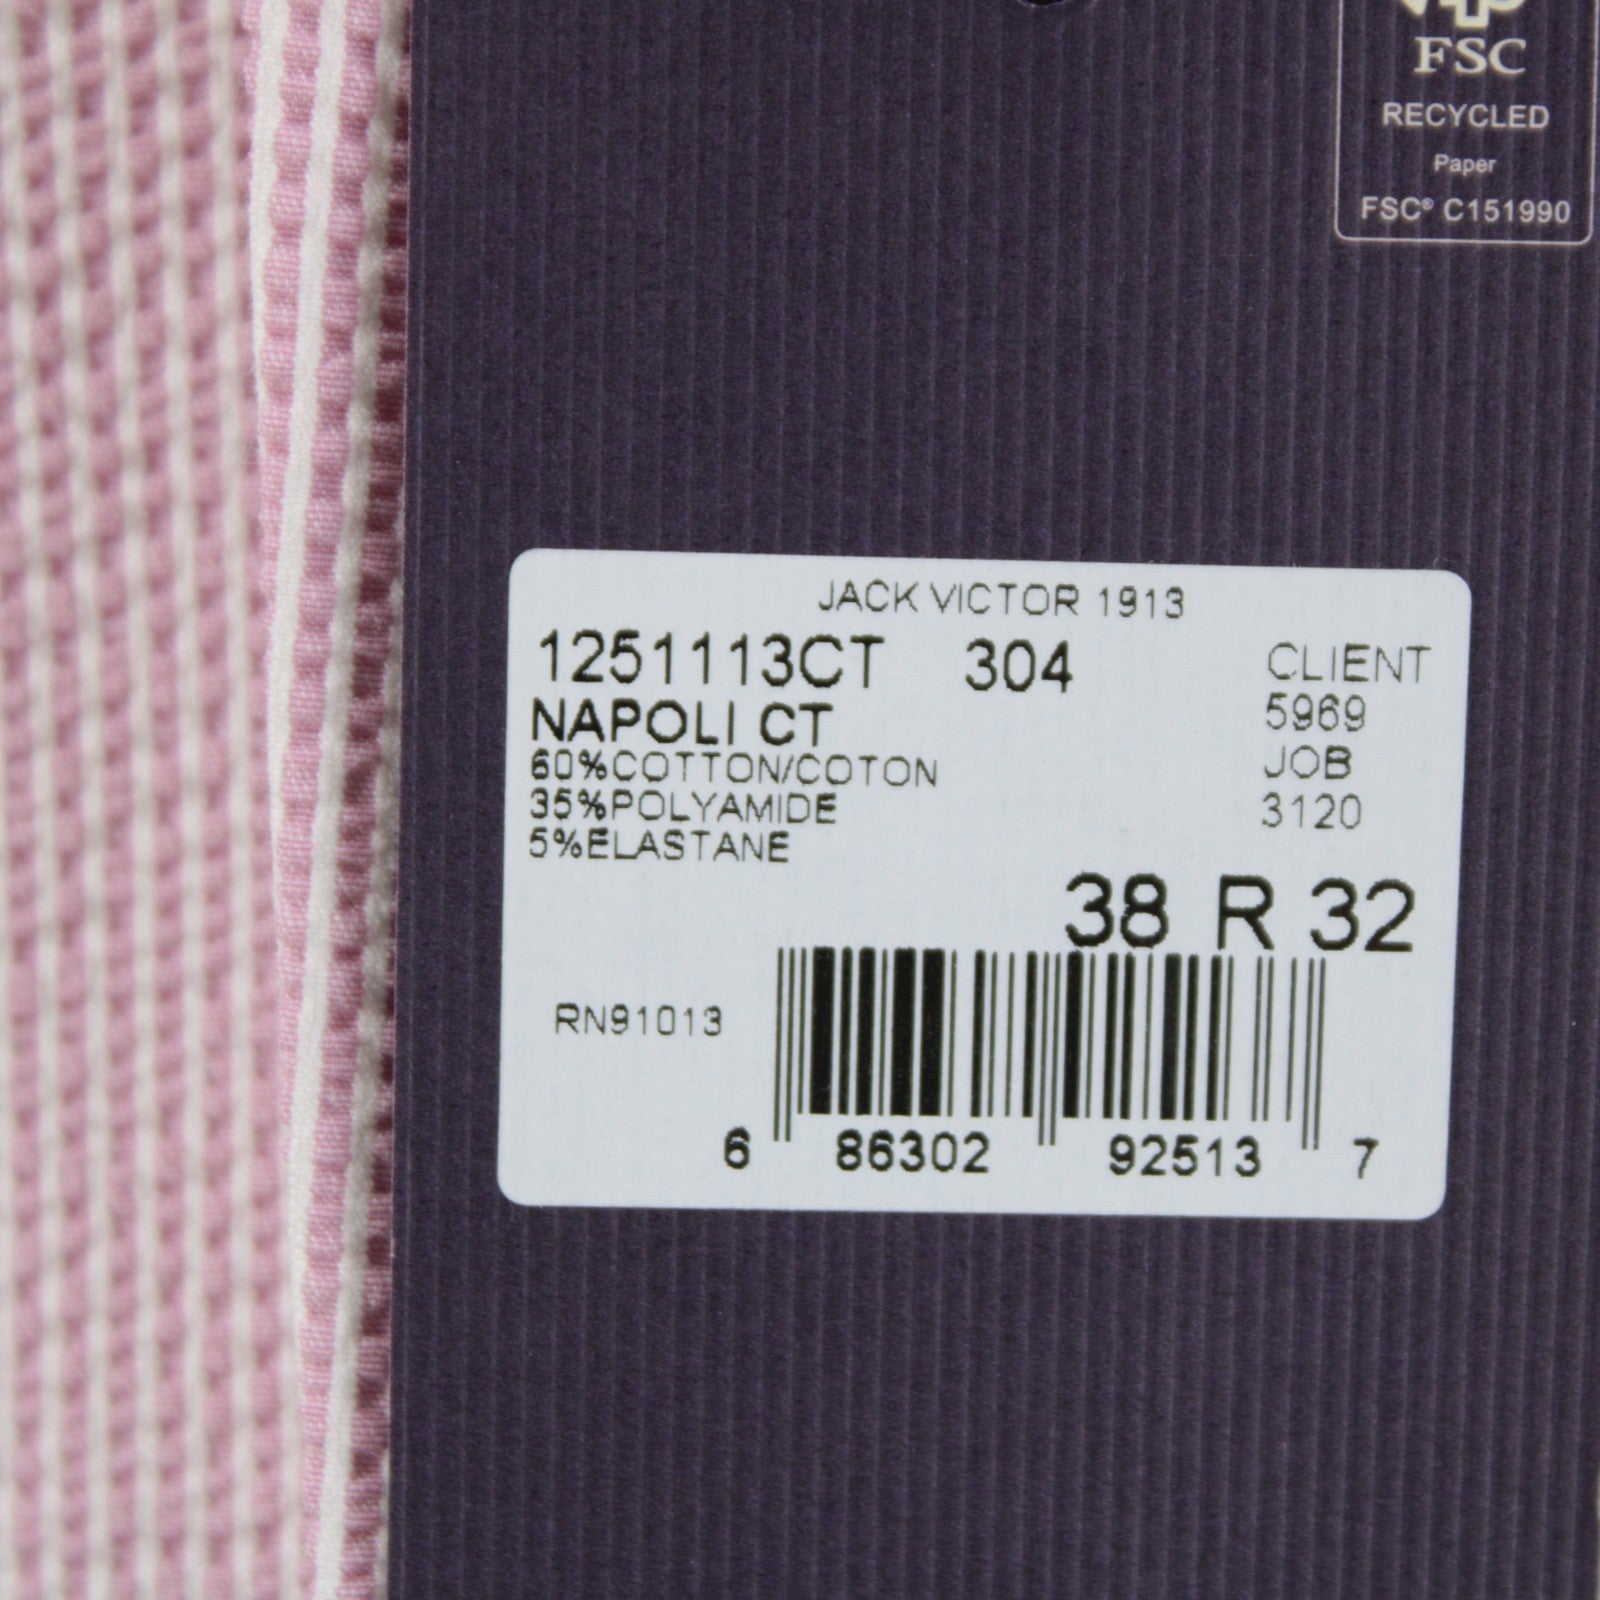 FSC
RECYCLED
Paper
FSC® C151990
JACK VICTOR 1913
1251113CT 304
NAPOLI CT
60%COTTON/COTON
35%POLYAMIDE
5%ELASTANE
CLIENT
5969
JOB
3120
38 R 32
RN91013
6 86302 92513 7